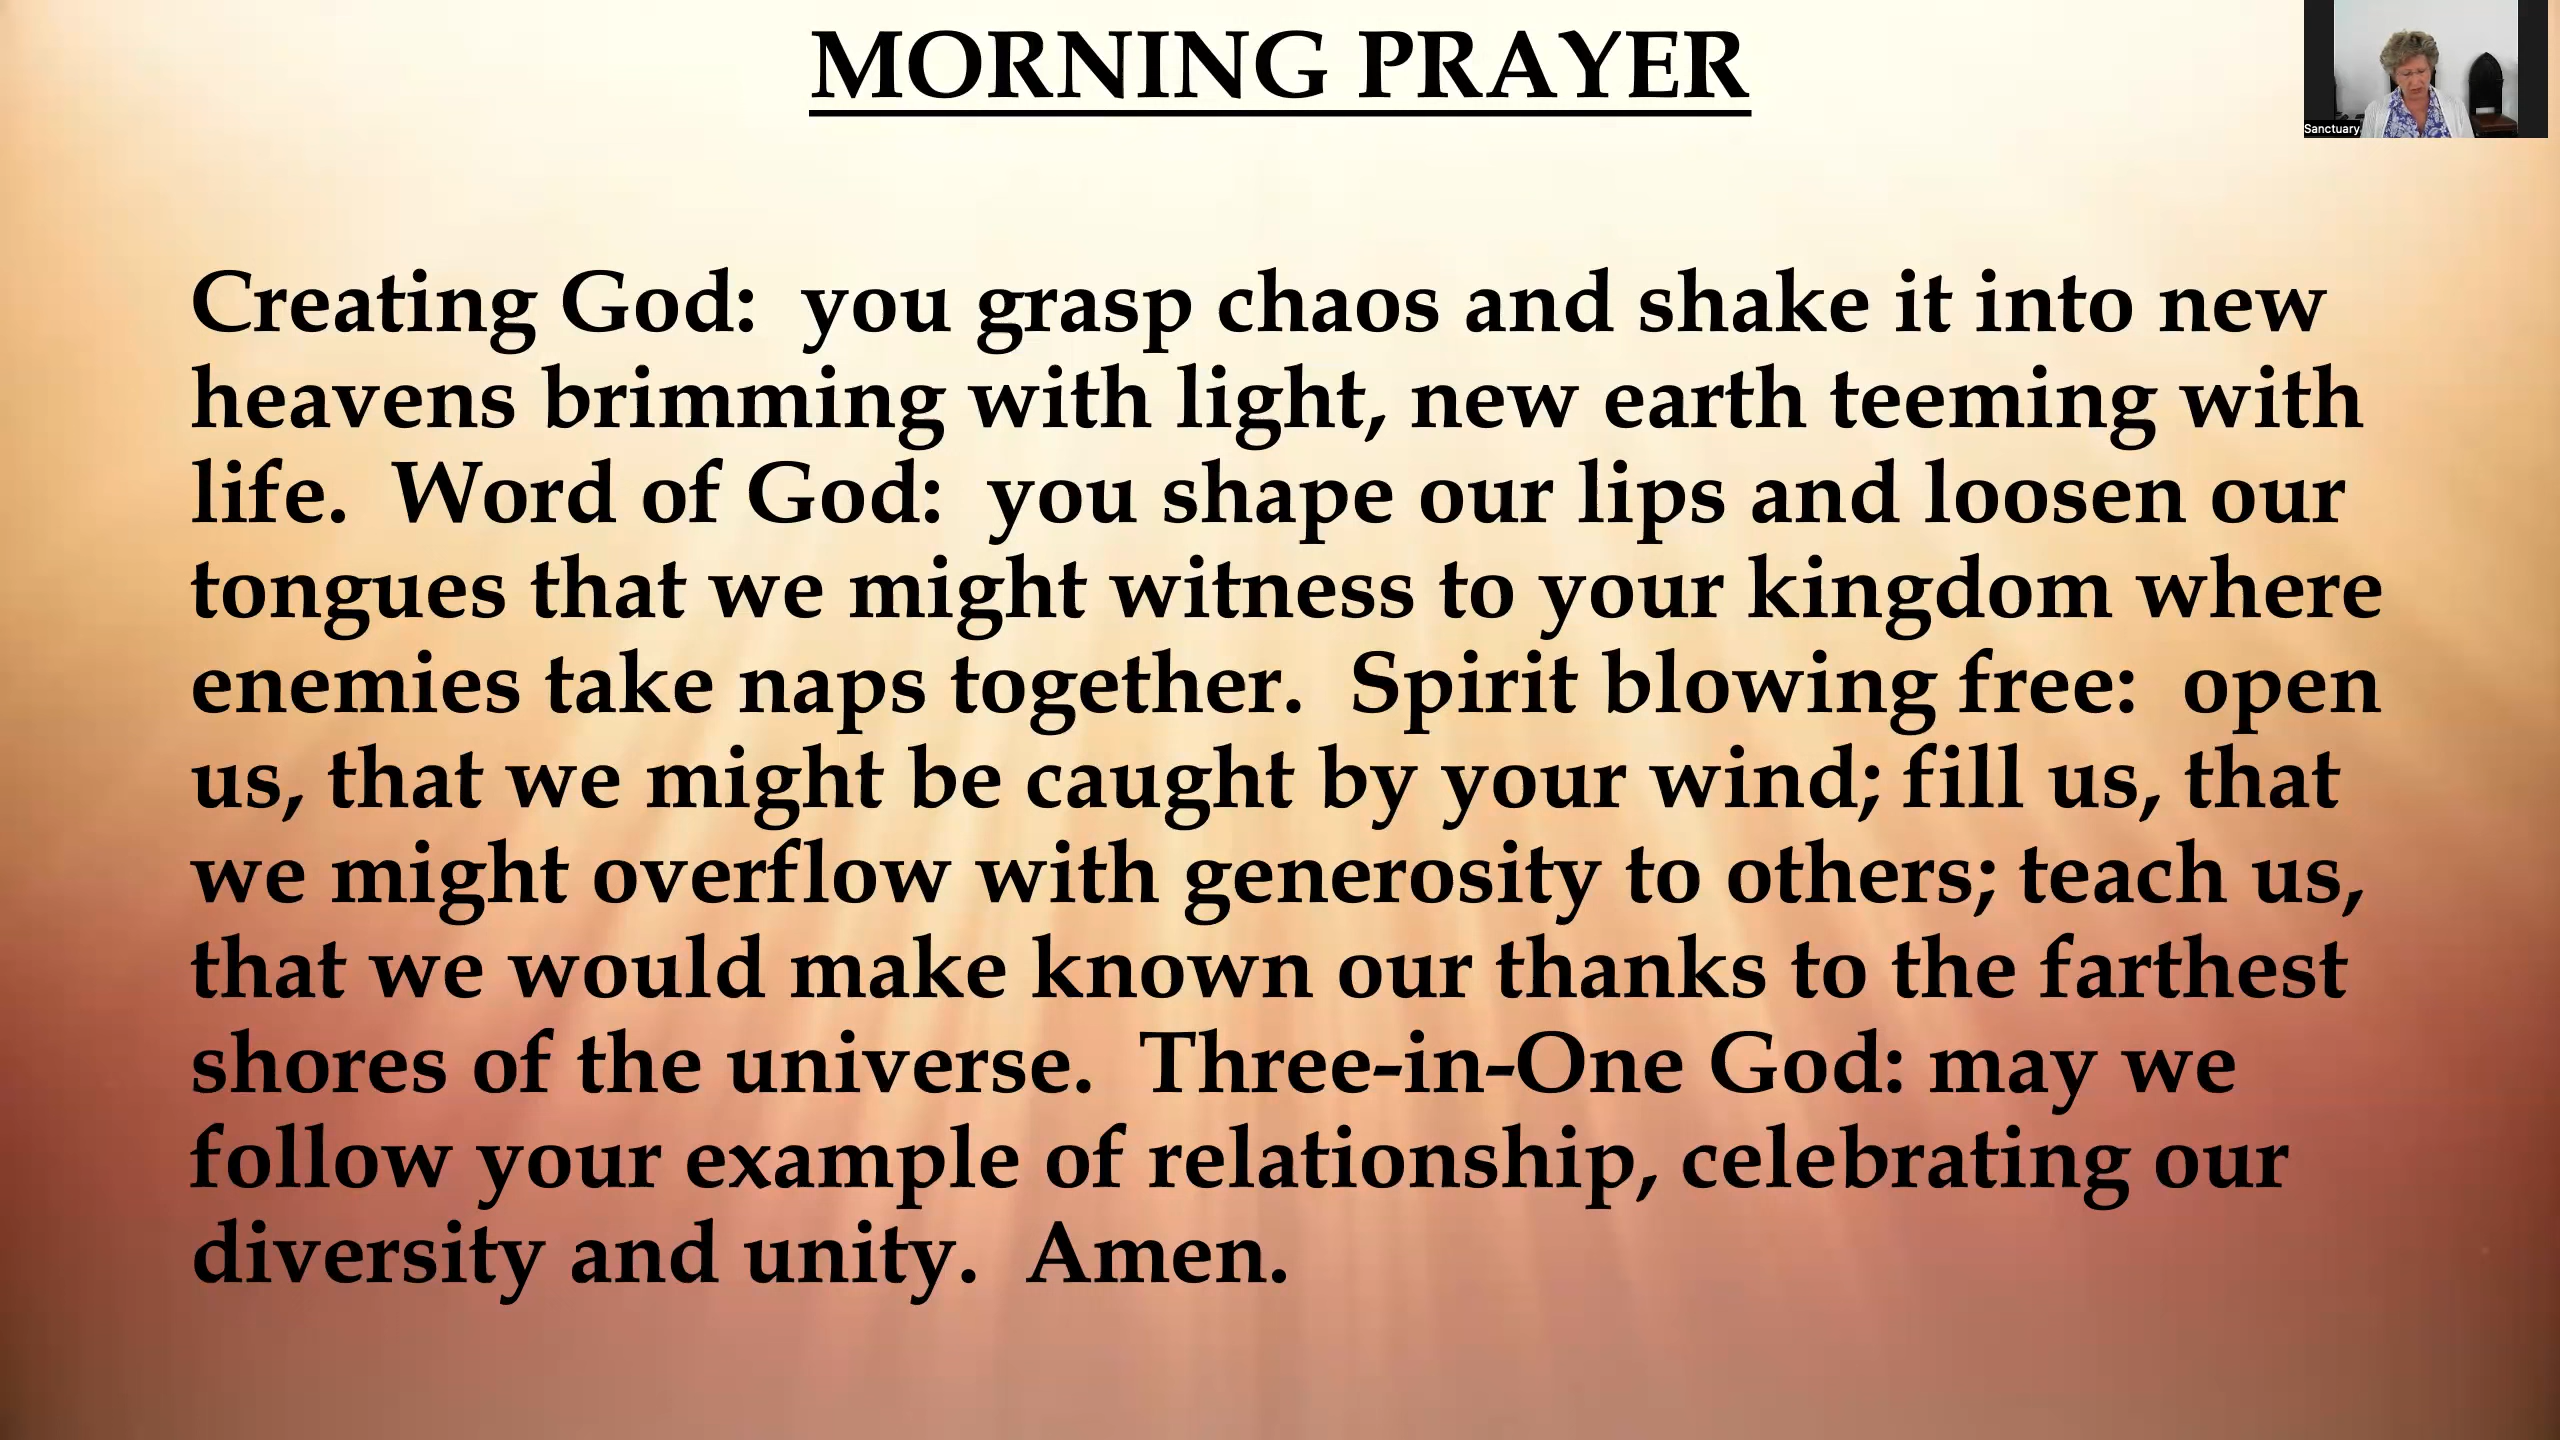 MORNING PRAYER
Sanctuary
Creating God:  you grasp chaos and shake it into new
heavens brimming with light, new earth teeming with
life.  Word of God:  you shape our lips and loosen our
tongues that we might witness to your kingdom where
enemies take naps together.  Spirit blowing free:  open
us, that we might be caught by your wind; fill us, that
we might overflow with generosity to others; teach us,
that we would make known our thanks to the farthest
shores of the universe.  Three-in-One God: may we
follow your example of relationship, celebrating our
diversity and unity.  Amen.